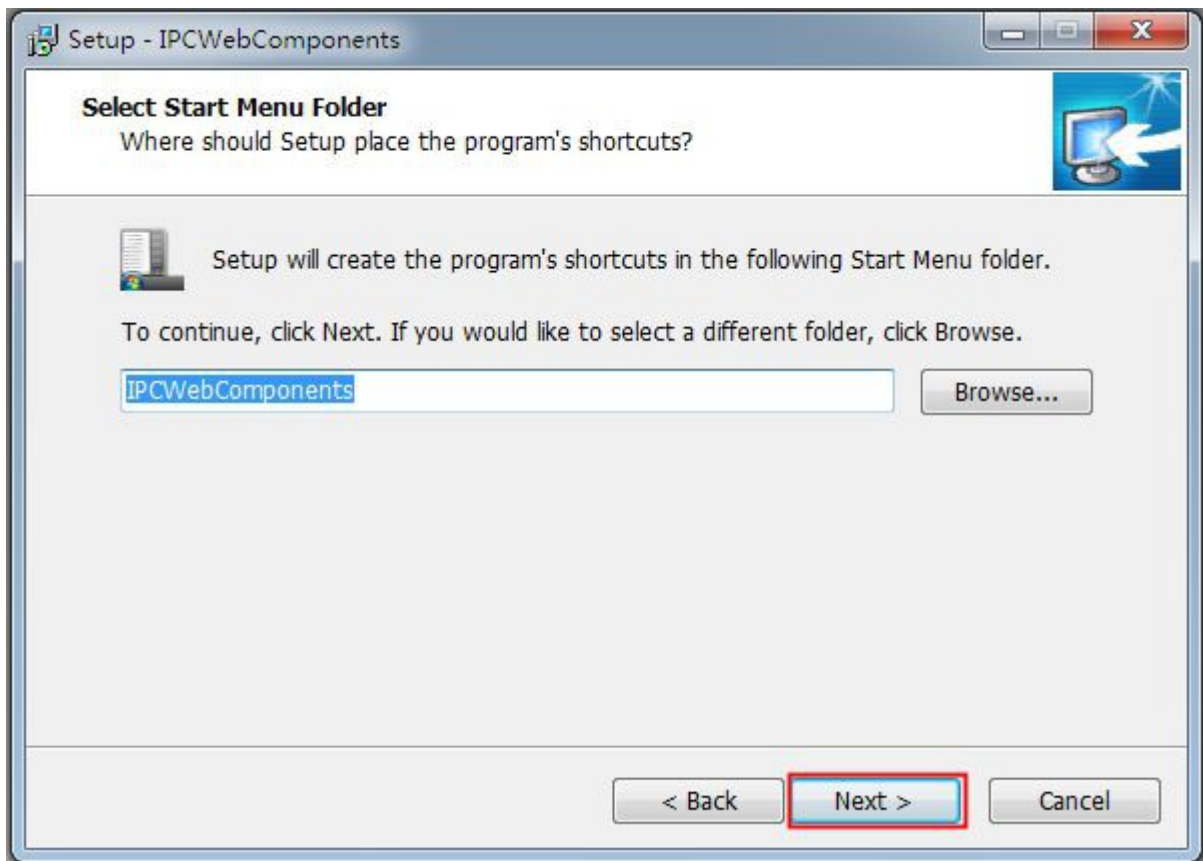 Setup - IPCWebComponents
Select Start Menu Folder
Where should Setup place the program's shortcuts?
Setup will create the program's shortcuts in the following Start Menu folder.
To continue, click Next. If you would like to select a different folder, click Browse.
IPCWebComponents
Browse...
< Back
Next >
Cancel